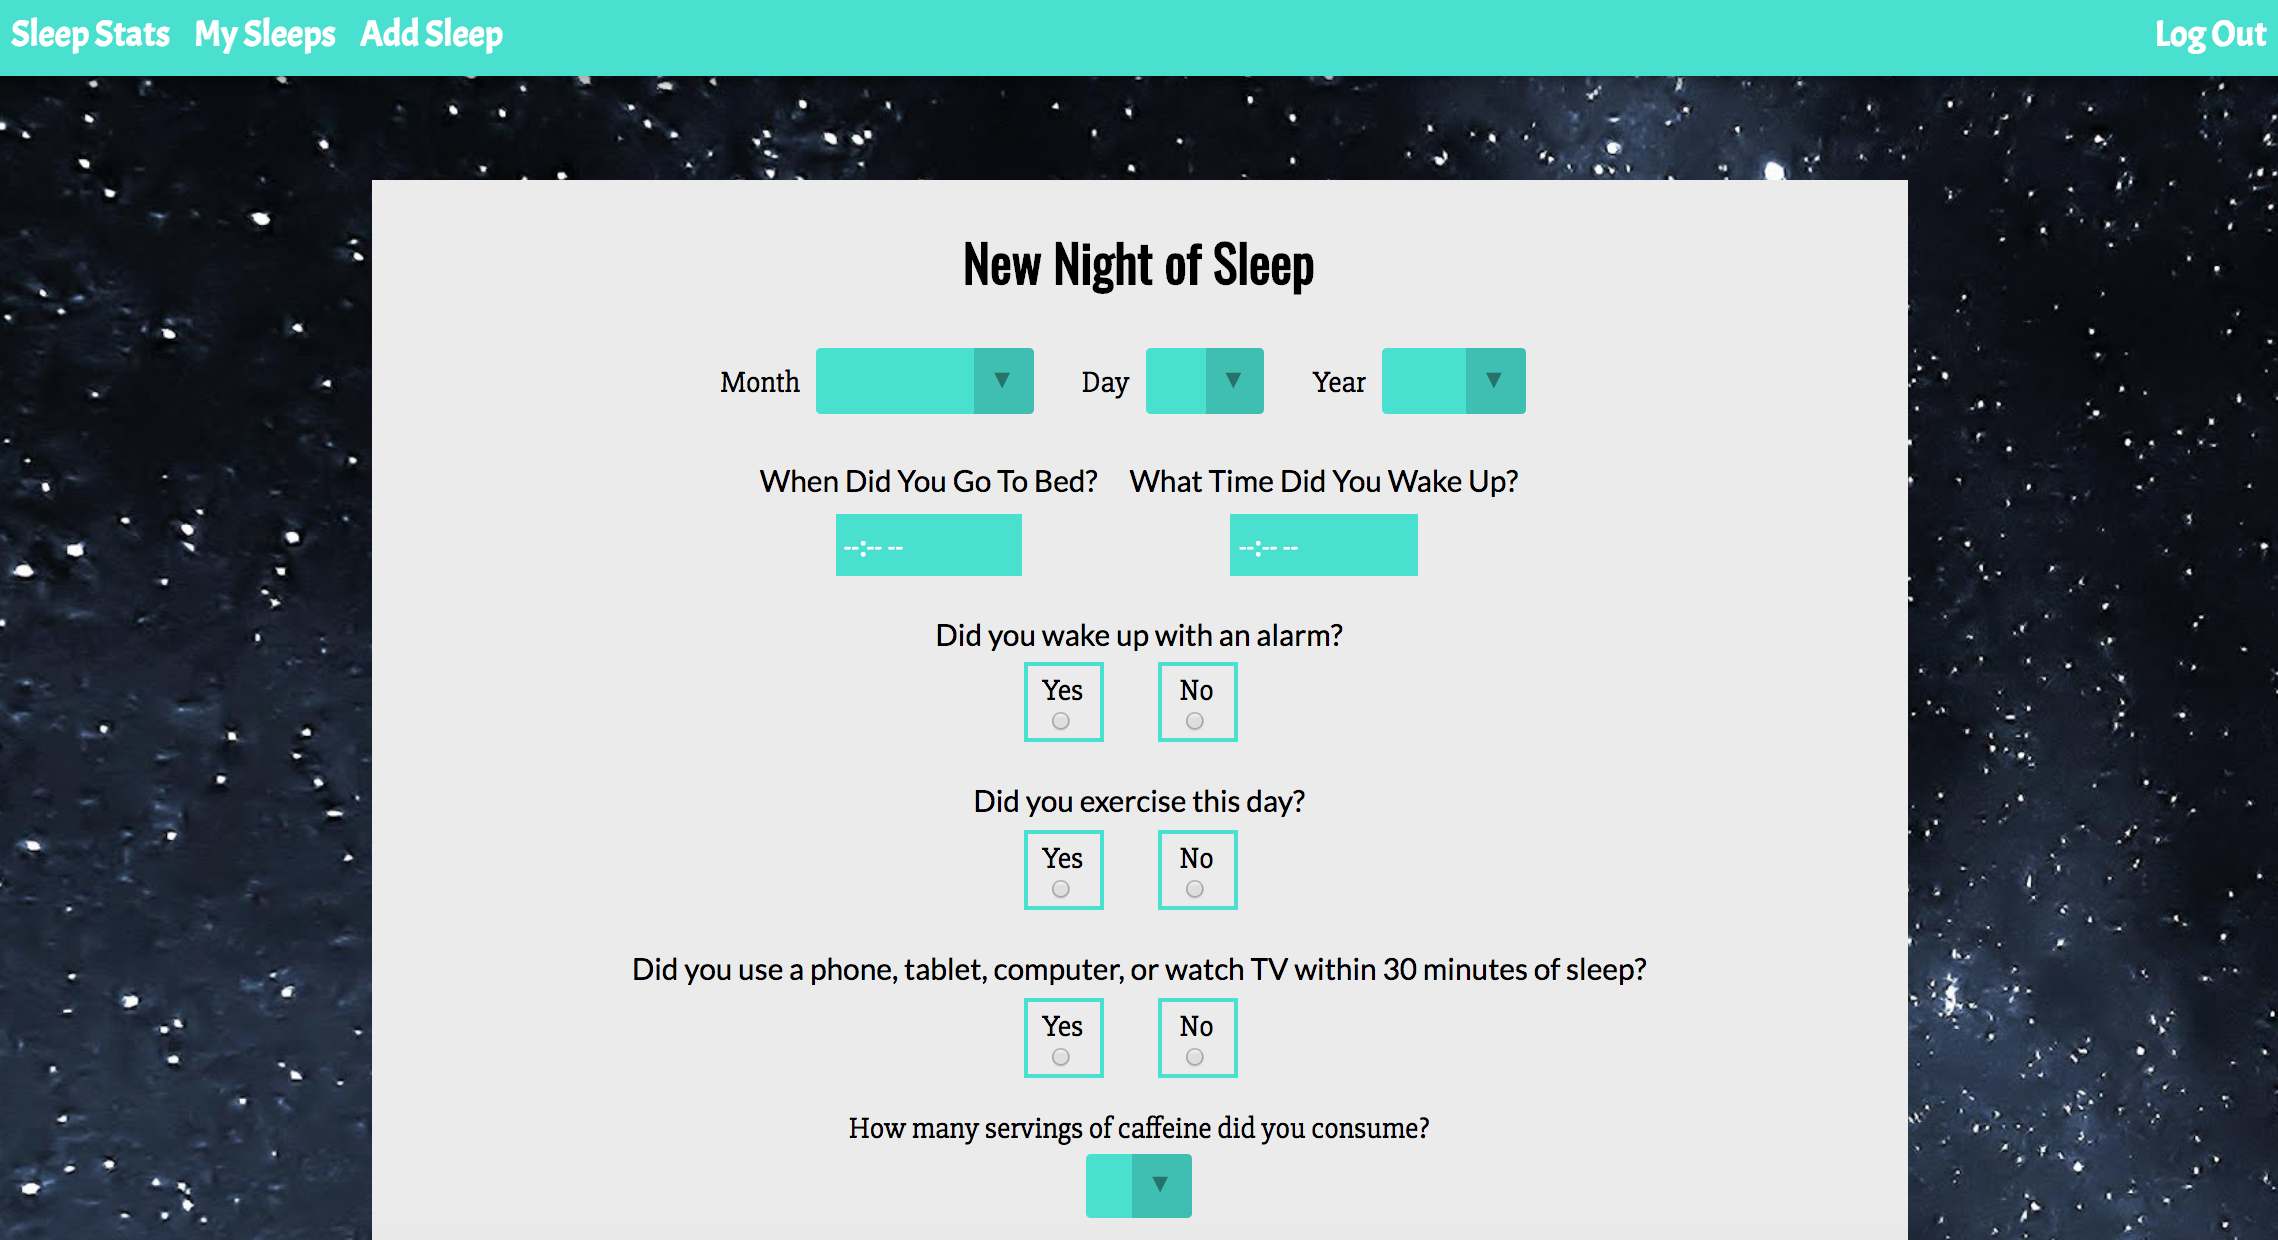 Sleep Stats My Sleeps Add Sleep Log Out
New Night of Sleep
Month Day Year
When Did You Go To Bed? What Time Did You Wake Up?
--:-- -- --:-- --
Did you wake up with an alarm?
Yes No
Did you exercise this day?
Yes No
Did you use a phone, tablet, computer, or watch TV within 30 minutes of sleep?
Yes No
How many servings of caffeine did you consume?